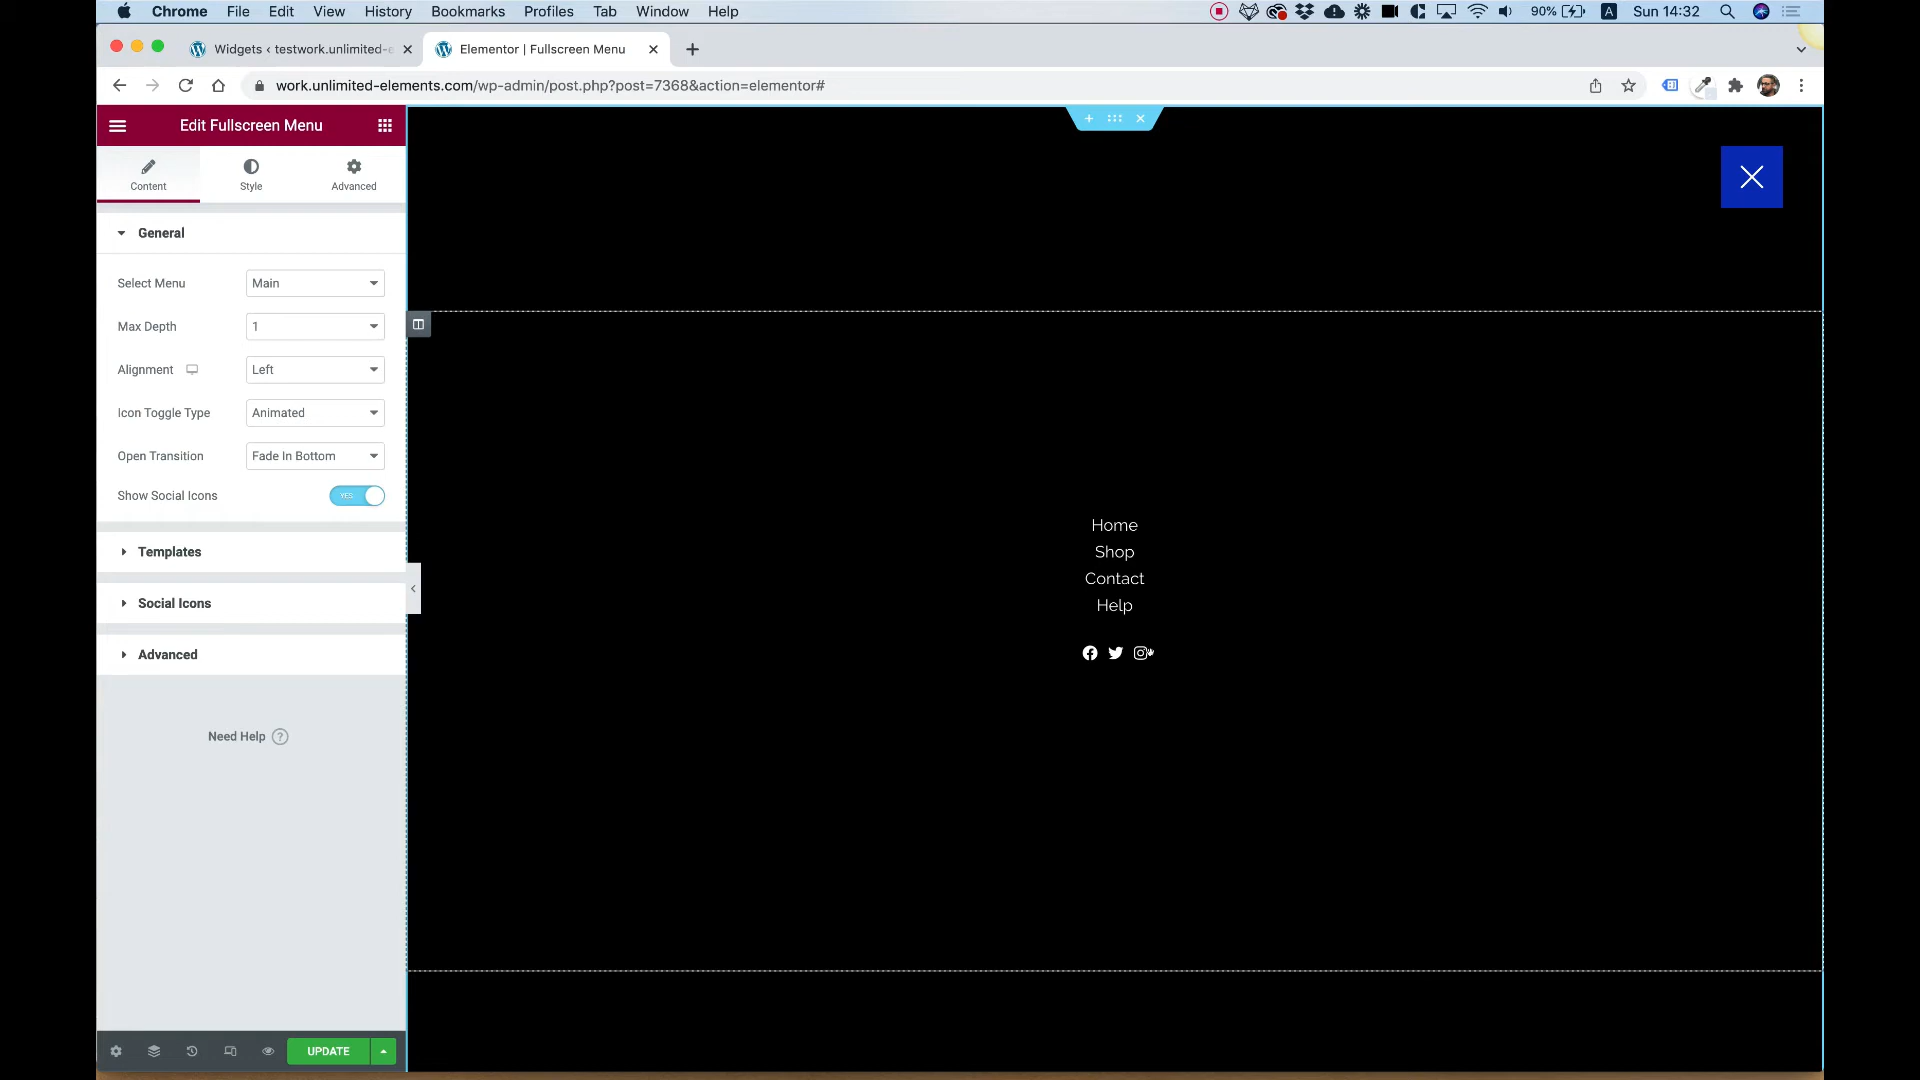 Chrome File Edit View History Bookmarks Profiles Tab Window Help 90% A Sun 14:32
Widgets ‹ testwork.unlimited-e
Elementor | Fullscreen Menu
work.unlimited-elements.com/wp-admin/post.php?post=7368&action=elementor#
Edit Fullscreen Menu
Content Style Advanced
General
Select Menu Main
Max Depth 1
Alignment Left
Icon Toggle Type Animated
Open Transition Fade In Bottom
Show Social Icons YES
Templates
Social Icons
Advanced
Need Help ?
UPDATE
Home
Shop
Contact
Help